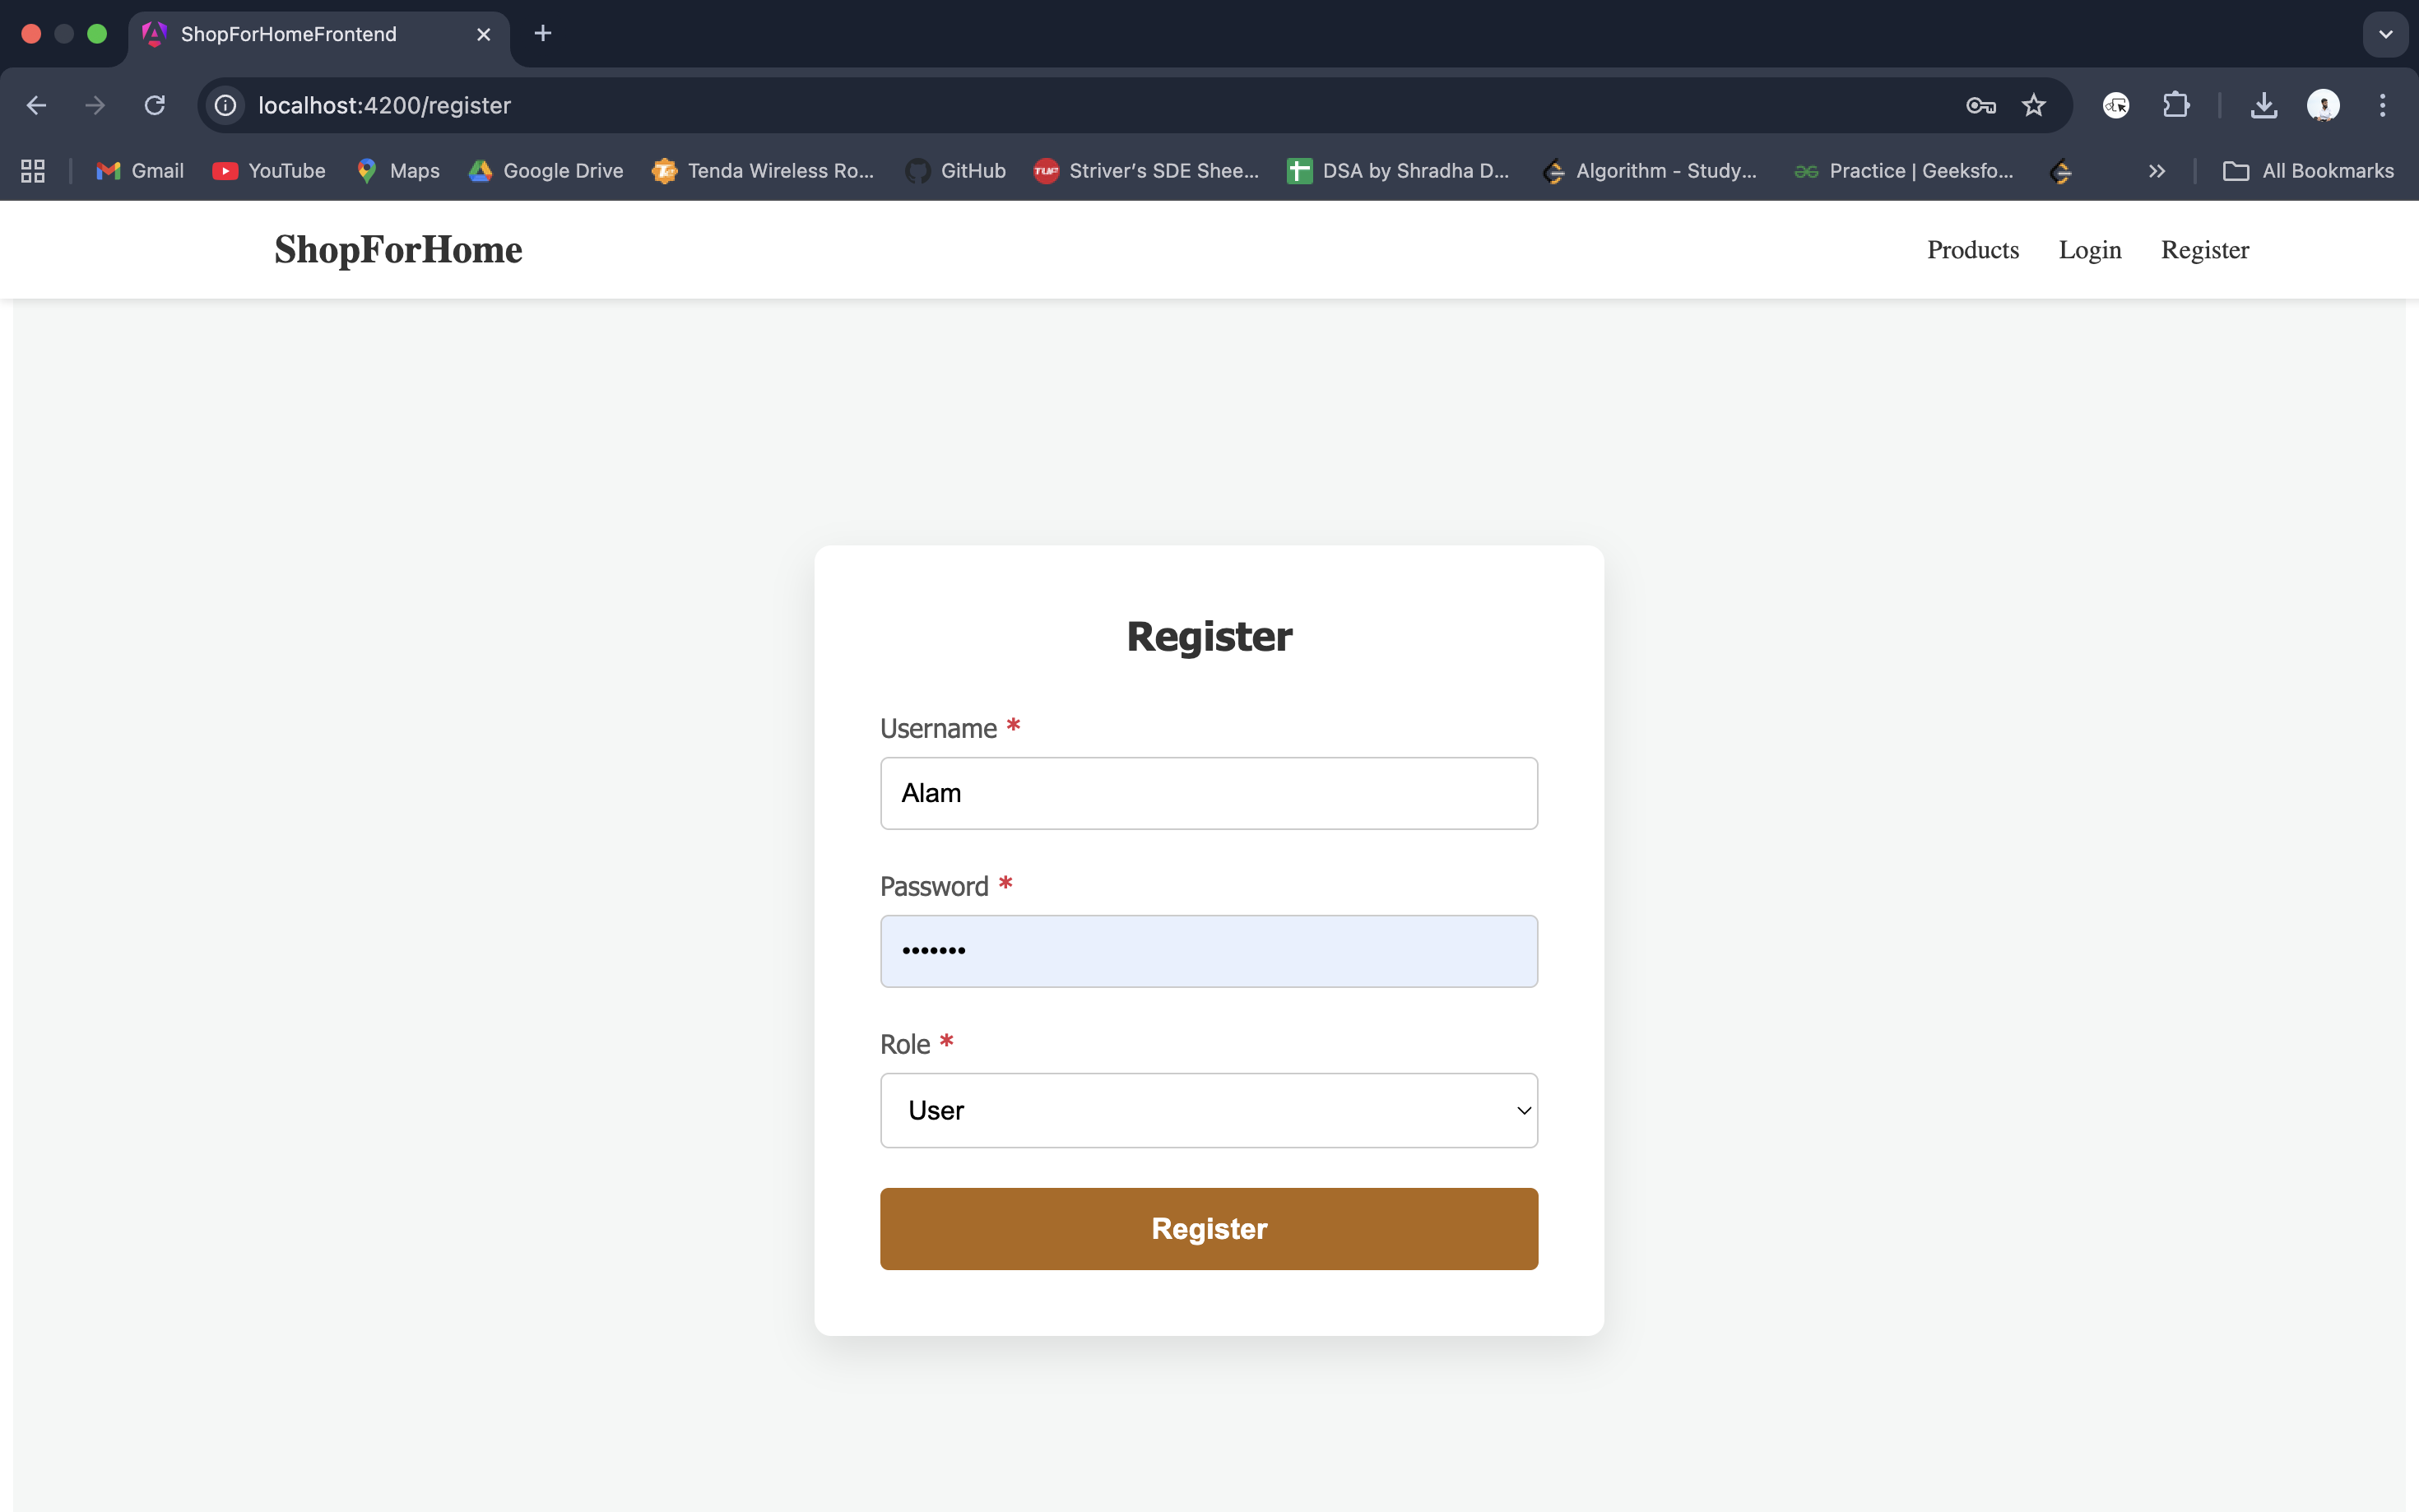 ShopForHomeFrontend
localhost:4200/register
Gmail YouTube Maps Google Drive Tenda Wireless Ro... GitHub Striver’s SDE Shee... DSA by Shradha D... Algorithm - Study... Practice | Geeksfo... All Bookmarks
ShopForHome Products Login Register
Register
Username *
Alam
Password *
•••••••
Role *
User
Register